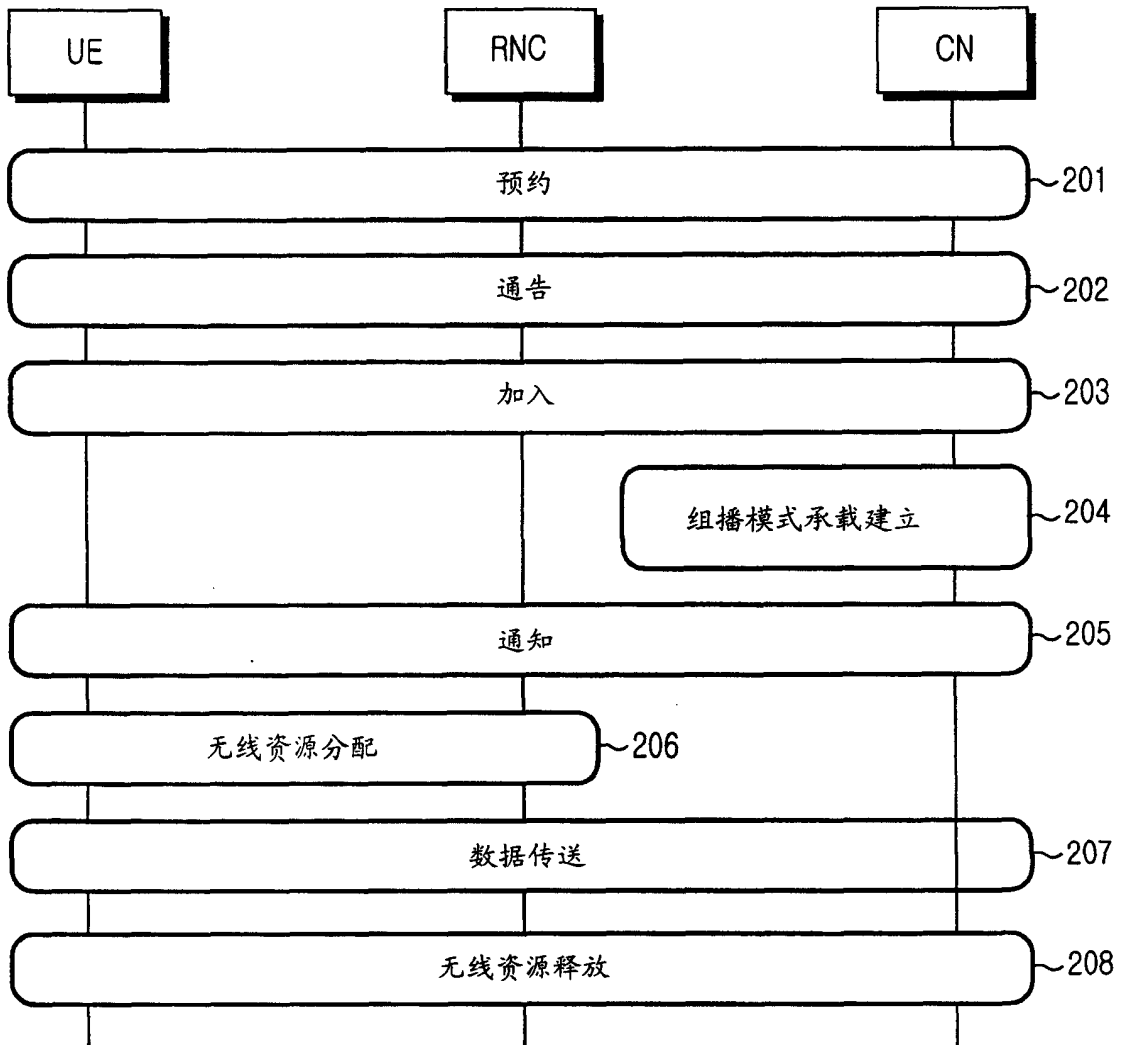 UE
RNC
CN
预约
201
通告
202
加入
203
组播模式承载建立
204
通知
205
无线资源分配
206
数据传送
207
无线资源释放
208